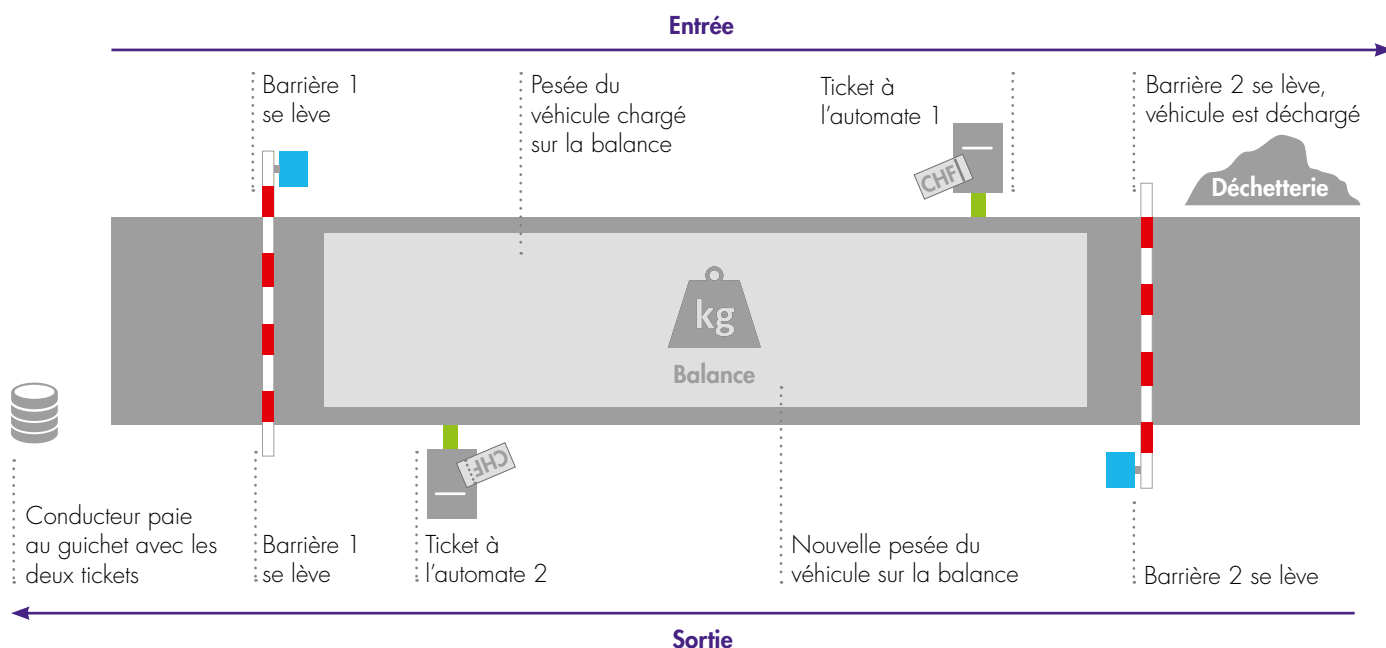 Entrée
Barrière 1
se lève
Pesée du
véhicule chargé
sur la balance
Ticket à
l'automate 1
Barrière 2 se lève,
véhicule est déchargé
CHF
Déchetterie
kg
Balance
CHF
Conducteur paie
au guichet avec les
deux tickets
Barrière 1
se lève
Ticket à
l'automate 2
Nouvelle pesée du
véhicule sur la balance
Barrière 2 se lève
Sortie